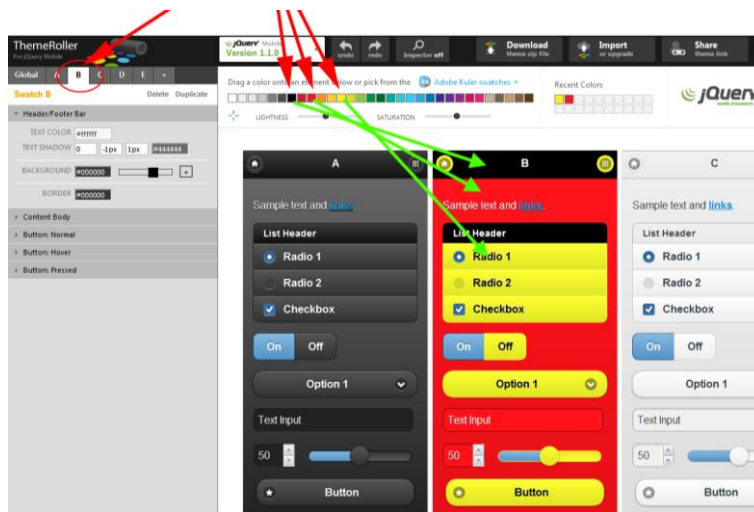 ThemeRoller
For jQuery Mobile
jQuery Mobile
Version 1.1.0
undo
redo
Inspector off
Download
theme zip file
Import
or upgrade
Share
theme link
Global A B C D E +
Swatch B
Delete Duplicate
Header/Footer Bar
TEXT COLOR #ffffff
TEXT SHADOW 0 -1px 1px #444444
BACKGROUND #000000 +
BORDER #000000
Content Body
Button: Normal
Button: Hover
Button: Pressed
Drag a color onto an element below or pick from the Adobe Kuler swatches
LIGHTNESS
SATURATION
Recent Colors
jQuery
A
Sample text and links.
List Header
Radio 1
Radio 2
Checkbox
On Off
Option 1
Text Input
50
Button
B
Sample text and links.
List Header
Radio 1
Radio 2
Checkbox
On Off
Option 1
Text Input
50
Button
C
Sample text and links.
List Header
Radio 1
Radio 2
Checkbox
On Off
Option 1
Text Input
50
Button